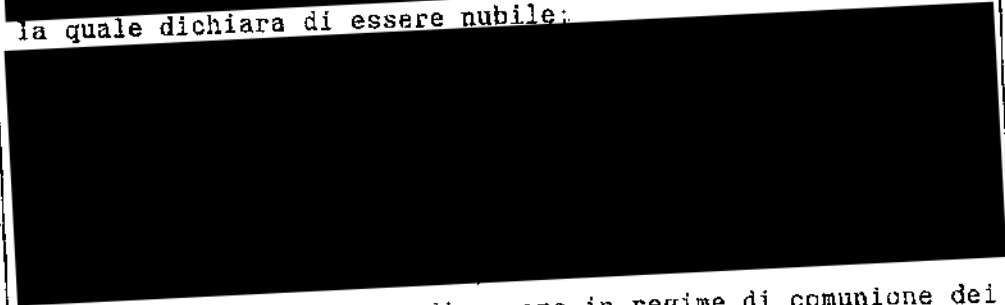 la quale dichiara di essere nubile;
in regime di comunione dei